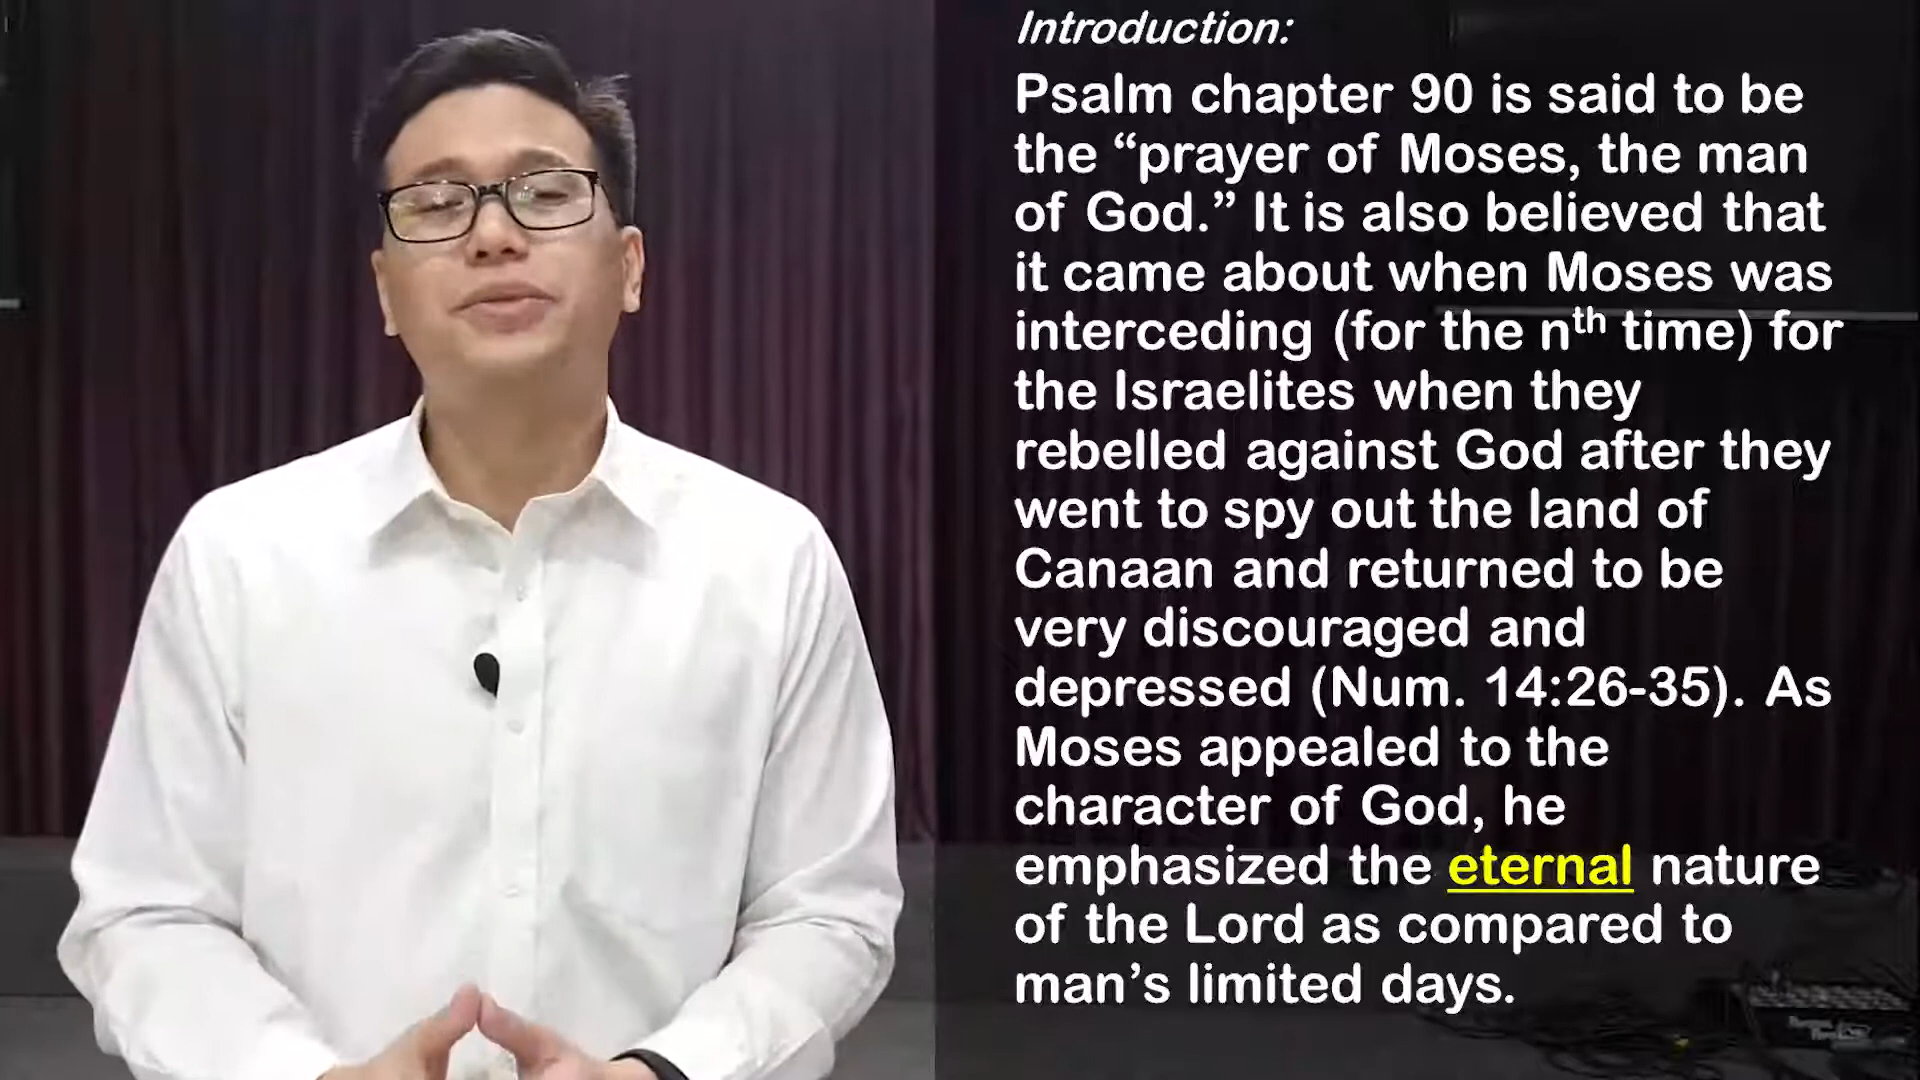 Introduction:
Psalm chapter 90 is said to be
the “prayer of Moses, the man
of God.” It is also believed that
it came about when Moses was
interceding (for the nth time) for
the Israelites when they
rebelled against God after they
went to spy out the land of
Canaan and returned to be
very discouraged and
depressed (Num. 14:26-35). As
Moses appealed to the
character of God, he
emphasized the eternal nature
of the Lord as compared to
man’s limited days.